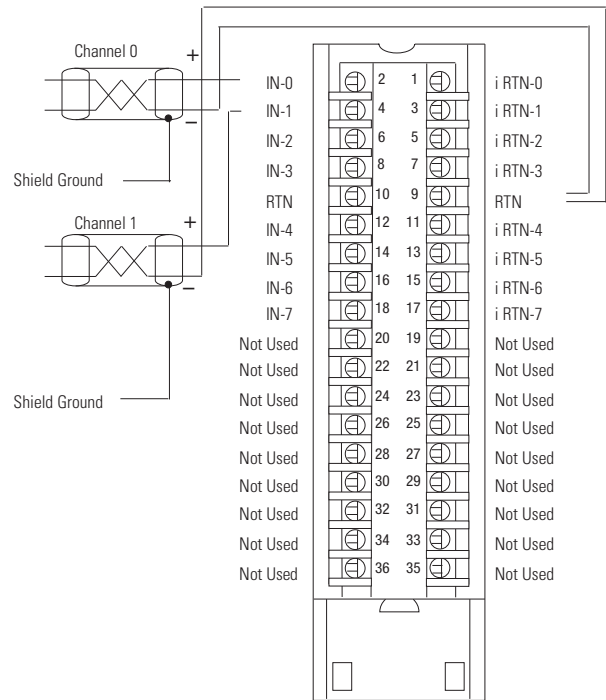 Channel 0
+
−
Shield Ground
Channel 1
+
−
Shield Ground
IN-0 2 1 i RTN-0
IN-1 4 3 i RTN-1
IN-2 6 5 i RTN-2
IN-3 8 7 i RTN-3
RTN 10 9 RTN
IN-4 12 11 i RTN-4
IN-5 14 13 i RTN-5
IN-6 16 15 i RTN-6
IN-7 18 17 i RTN-7
Not Used 20 19 Not Used
Not Used 22 21 Not Used
Not Used 24 23 Not Used
Not Used 26 25 Not Used
Not Used 28 27 Not Used
Not Used 30 29 Not Used
Not Used 32 31 Not Used
Not Used 34 33 Not Used
Not Used 36 35 Not Used